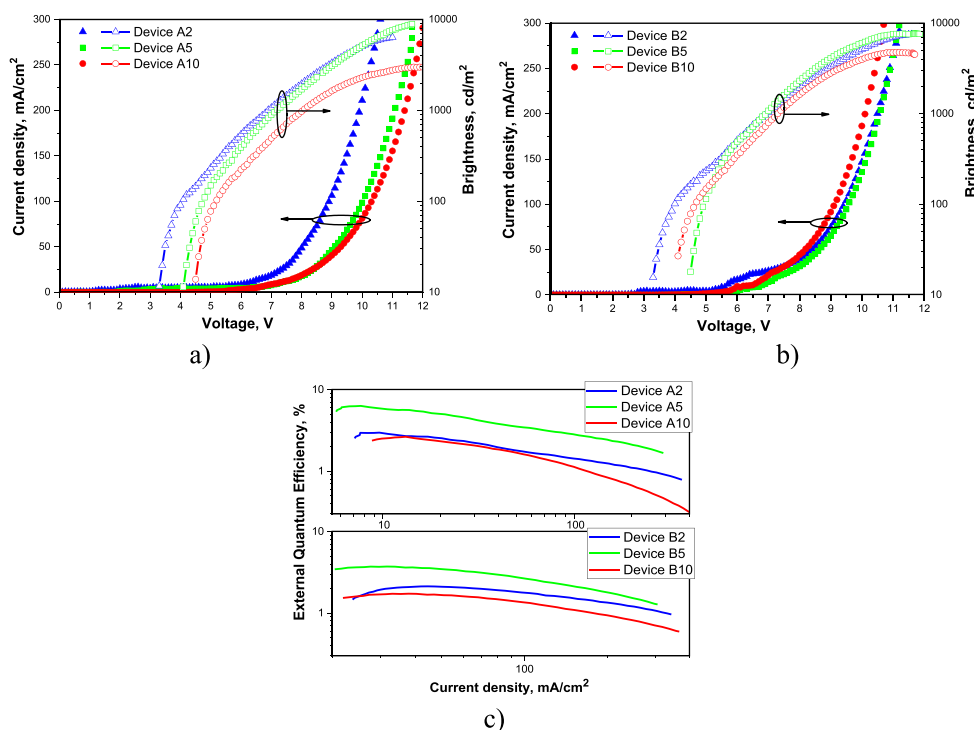 Device A2
Device A5
Device A10
Current density, mA/cm²
300
250
200
150
100
50
0
0 1 2 3 4 5 6 7 8 9 10 11 12
Voltage, V
10000
1000
100
10
Brightness, cd/m²
a)
Device B2
Device B5
Device B10
Current density, mA/cm²
300
250
200
150
100
50
0
0 1 2 3 4 5 6 7 8 9 10 11 12
Voltage, V
10000
1000
100
10
Brightness, cd/m²
b)
External Quantum Efficiency, %
10
1
Device A2
Device A5
Device A10
10 100
1
Device B2
Device B5
Device B10
10
100
Current density, mA/cm²
c)